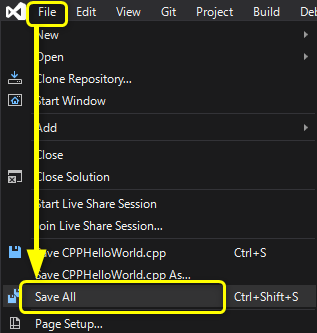 File Edit View Git Project Build De
New
Open
Clone Repository...
Start Window
Add
Close
Close Solution
Start Live Share Session
Join Live Share Session...
Save CPPHelloWorld.cpp Ctrl+S
Save CPPHelloWorld.cpp As...
Save All Ctrl+Shift+S
Page Setup...